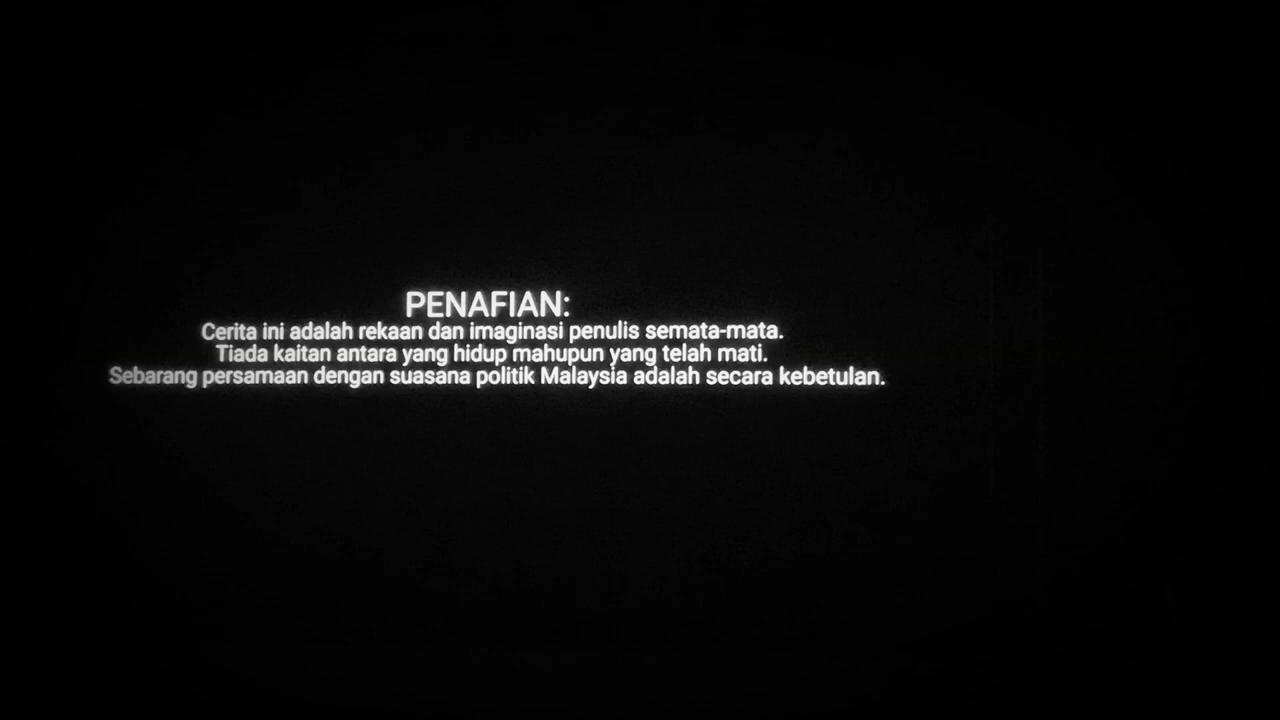 PENAFIAN:
Cerita ini adalah rekaan dan imaginasi penulis semata-mata.
Tiada kaitan antara yang hidup mahupun yang telah mati.
Sebarang persamaan dengan suasana politik Malaysia adalah secara kebetulan.